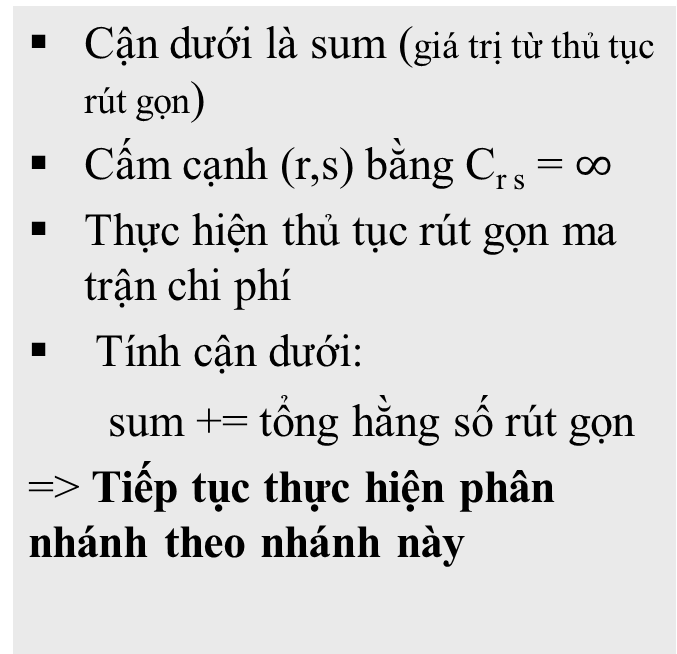 ▪ Cận dưới là sum (giá trị từ thủ tục
rút gọn)
▪ Cấm cạnh (r,s) bằng C_{r s} = ∞
▪ Thực hiện thủ tục rút gọn ma
trận chi phí
▪ Tính cận dưới:
sum += tổng hằng số rút gọn
=> Tiếp tục thực hiện phân
nhánh theo nhánh này